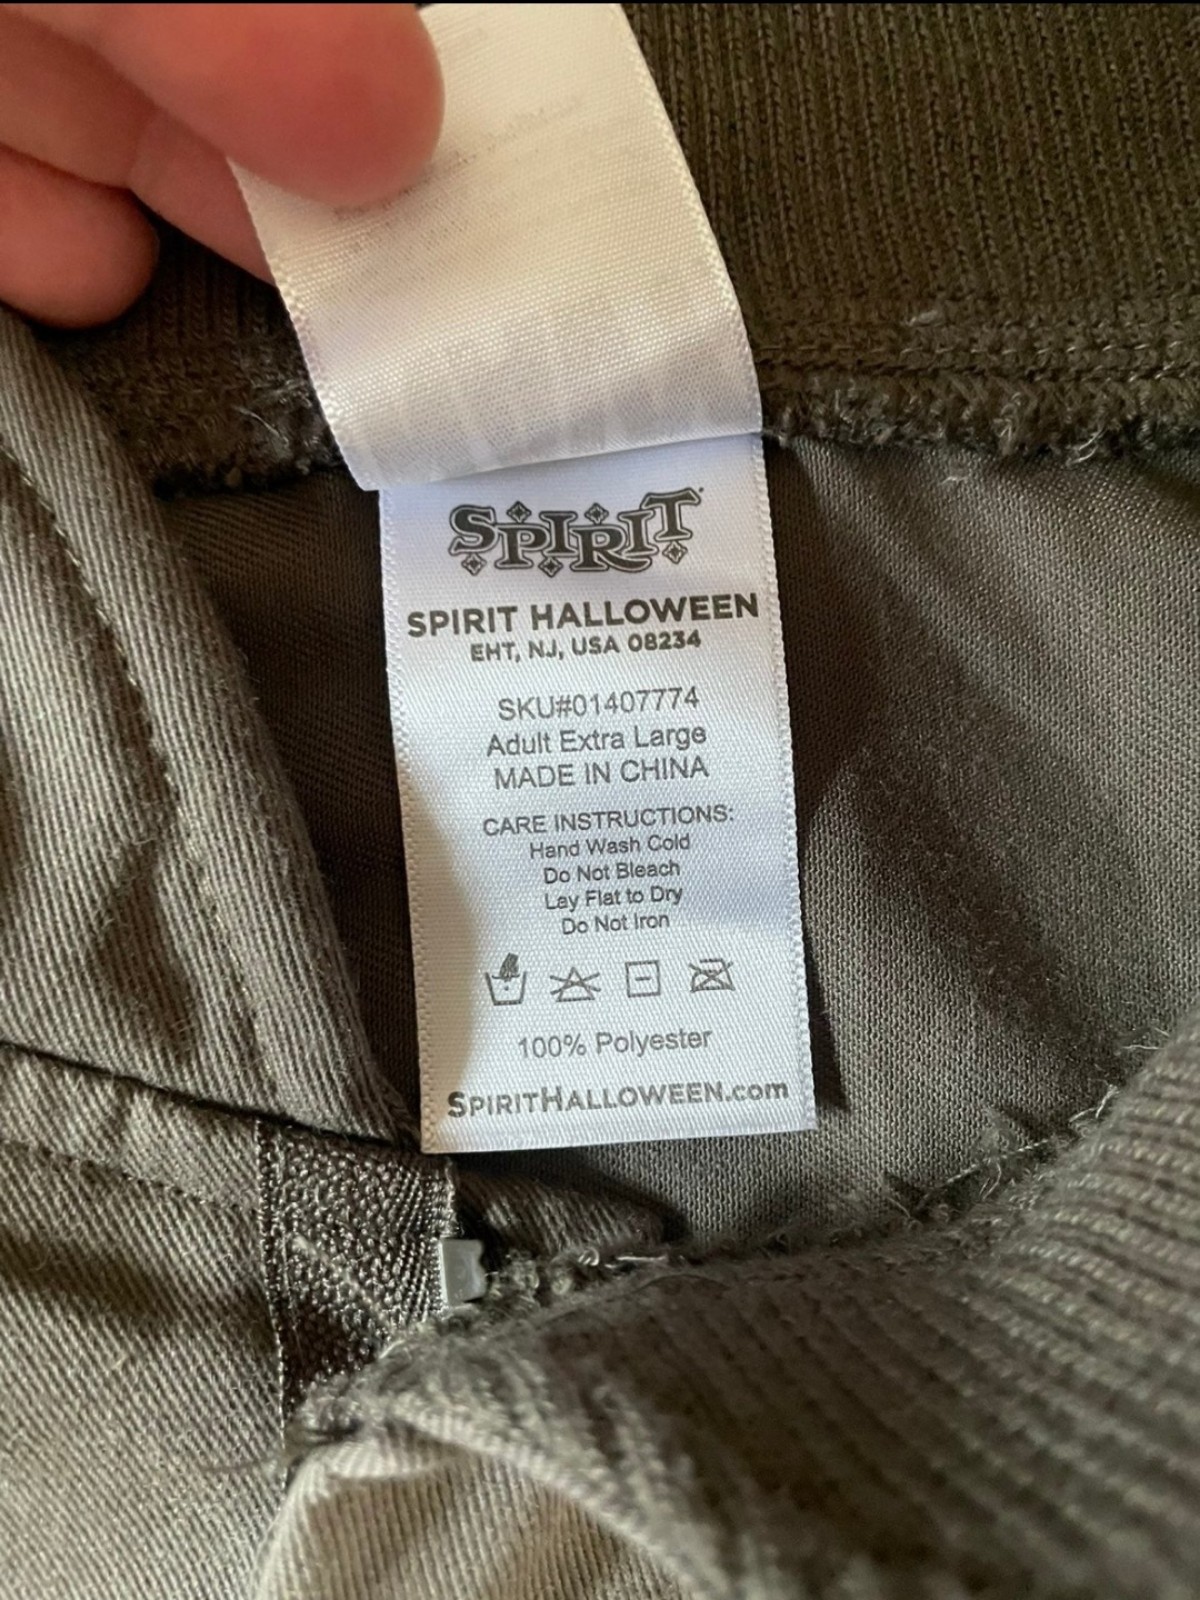 SPIRIT
SPIRIT HALLOWEEN
EHT, NJ, USA 08234
SKU#01407774
Adult Extra Large
MADE IN CHINA
CARE INSTRUCTIONS:
Hand Wash Cold
Do Not Bleach
Lay Flat to Dry
Do Not Iron
100% Polyester
SPIRITHALLOWEEN.com